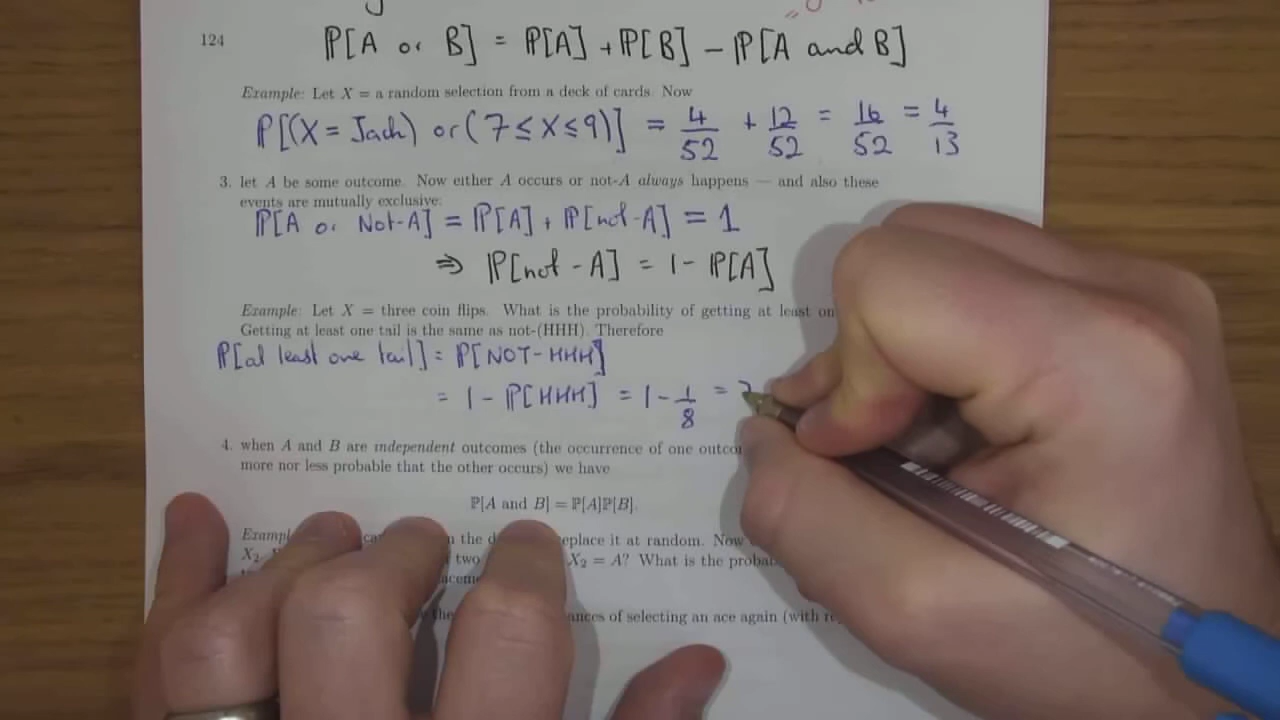 124
ℙ[A or B] = ℙ[A] + ℙ[B] − ℙ[A and B]
Example: Let X = a random selection from a deck of cards. Now
ℙ[(X = Jach) or (7 ≤ X ≤ 9)] = 4/52 + 12/52 = 16/52 = 4/13
3. let A be some outcome. Now either A occurs or not-A always happens — and also these
events are mutually exclusive:
ℙ[A or Not-A] = ℙ[A] + ℙ[not-A] = 1
⇒ ℙ[not-A] = 1 − ℙ[A]
Example: Let X = three coin flips. What is the probability of getting at least
Getting at least one tail is the same as not-(HHH). Therefore
ℙ[at least one tail] = ℙ[NOT-HHH]
= 1 − ℙ[HHH] = 1 − 1/8 =
4. when A and B are independent outcomes (the occurrence of one
more nor less probable that the other occurs) we have
ℙ[A and B] = ℙ[A]ℙ[B].
the eplace it at random. Now
X₂ two X₂ = A? What is the
the ances of selecting an ace again (with